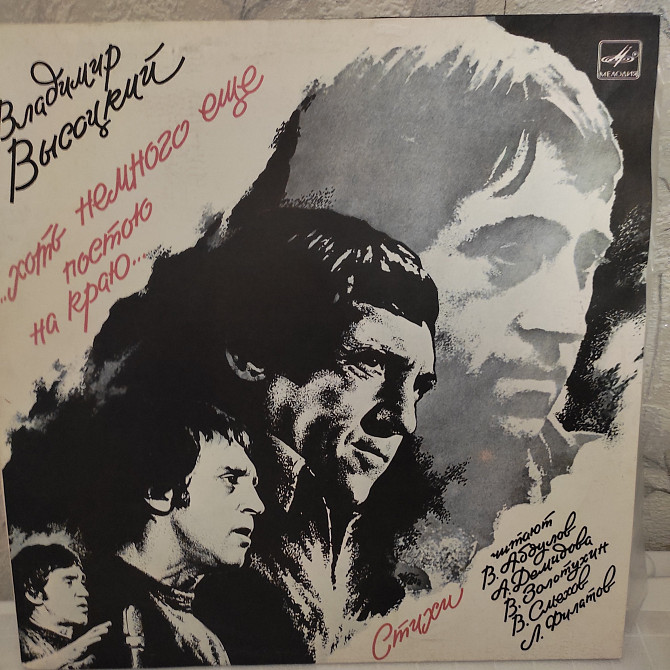 Владимир
Высоцкий
...хоть немного еще
постою
на краю...
МЕЛОДИЯ
Стихи
читают
В. Абдулов
А. Демидова
В. Золотухин
В. Смехов
Л. Филатов